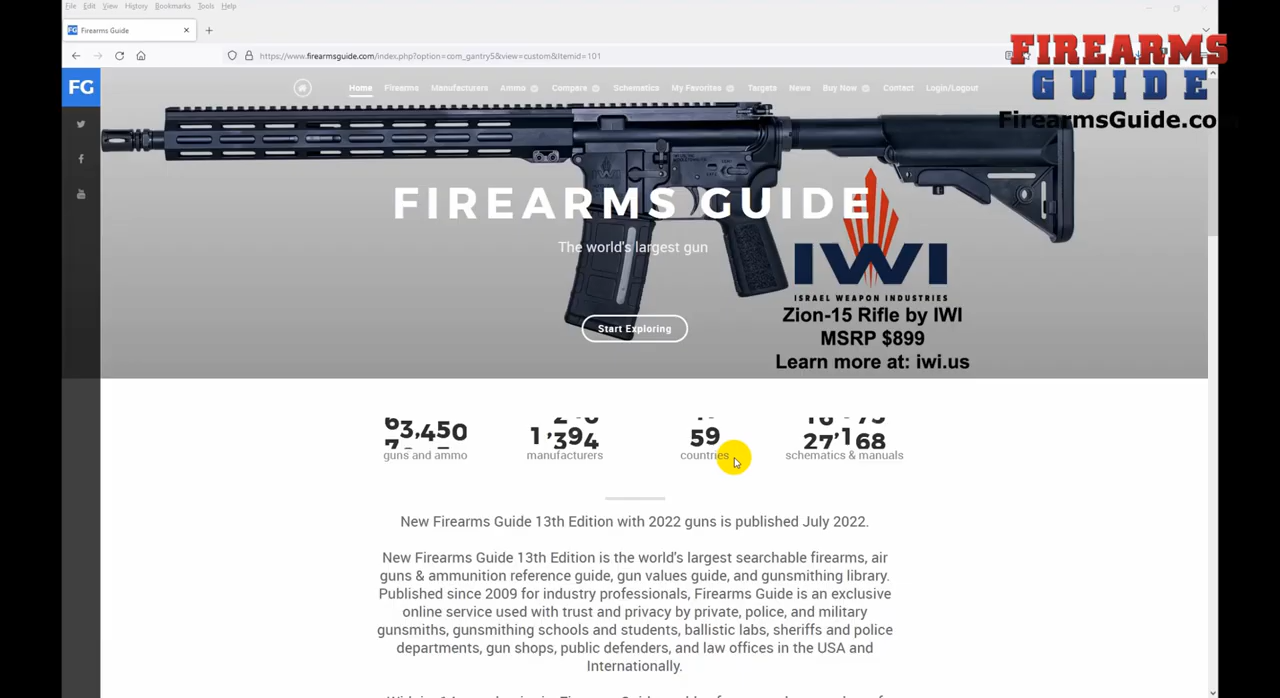 File Edit View History Bookmarks Tools Help
FG Firearms Guide
https://www.firearmsguide.com/index.php?option=com_gantry5&view=custom&Itemid=101
FIREARMS
GUIDE
FirearmsGuide.co
FG
Home Firearms Manufacturers Ammo Compare Schematics My Favorites Targets News Buy Now Contact Login/Logout
FIREARMS GUIDE
The world's largest gun
IWI
ISRAEL WEAPON INDUSTRIES
Zion-15 Rifle by IWI
MSRP $899
Learn more at: iwi.us
Start Exploring
63,450 1,394 59 27,168
guns and ammo manufacturers countries schematics & manuals
New Firearms Guide 13th Edition with 2022 guns is published July 2022.
New Firearms Guide 13th Edition is the world's largest searchable firearms, air
guns & ammunition reference guide, gun values guide, and gunsmithing library.
Published since 2009 for industry professionals, Firearms Guide is an exclusive
online service used with trust and privacy by private, police, and military
gunsmiths, gunsmithing schools and students, ballistic labs, sheriffs and police
departments, gun shops, public defenders, and law offices in the USA and
Internationally.